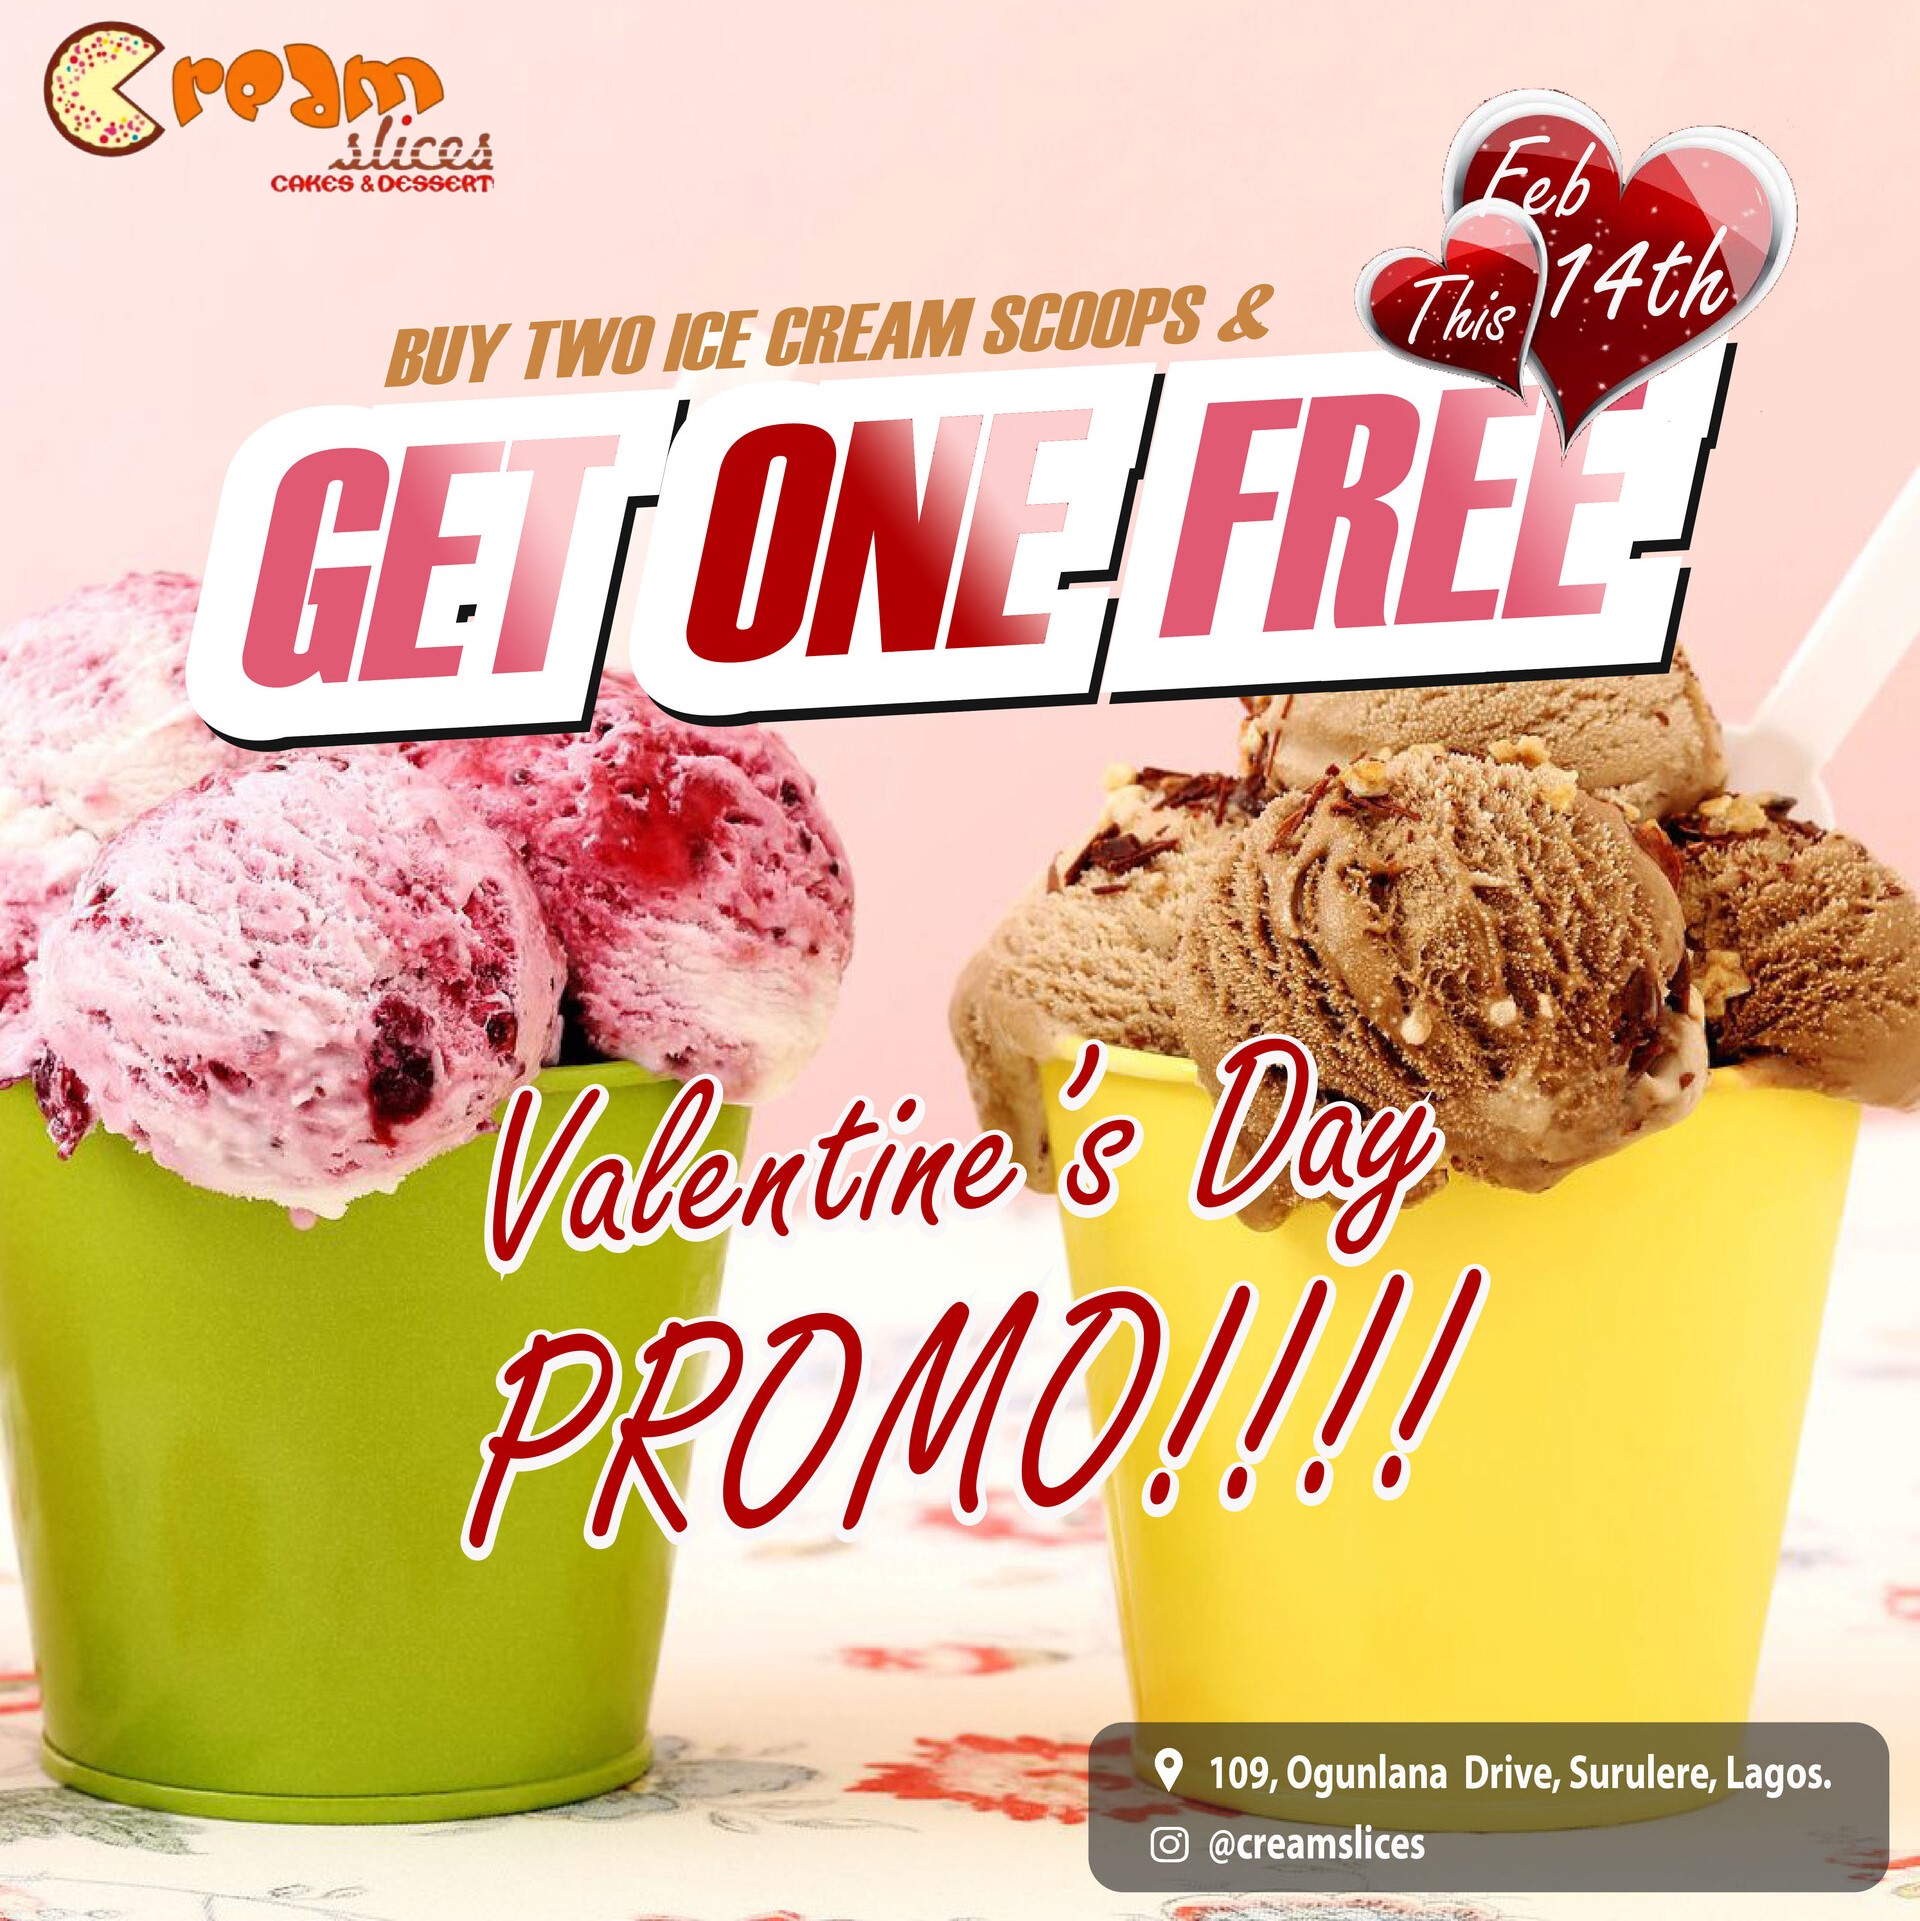 Cream
slices
CAKES & DESSERT
This Feb
14th
BUY TWO ICE CREAM SCOOPS &
GET ONE FREE
Valentine's Day
PROMO!!!!
109, Ogunlana Drive, Surulere, Lagos.
@creamslices